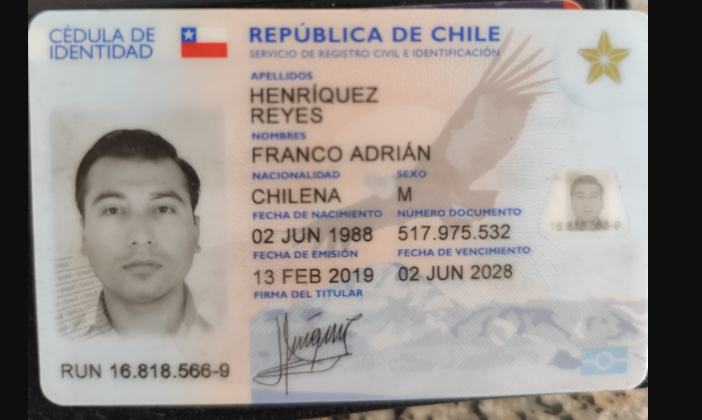 CÉDULA DE
IDENTIDAD
REPÚBLICA DE CHILE
SERVICIO DE REGISTRO CIVIL E IDENTIFICACIÓN
APELLIDOS
HENRÍQUEZ
REYES
NOMBRES
FRANCO ADRIÁN
NACIONALIDAD SEXO
CHILENA M
FECHA DE NACIMIENTO NÚMERO DOCUMENTO
02 JUN 1988 517.975.532
FECHA DE EMISIÓN FECHA DE VENCIMIENTO
13 FEB 2019 02 JUN 2028
FIRMA DEL TITULAR
RUN 16.818.566-9